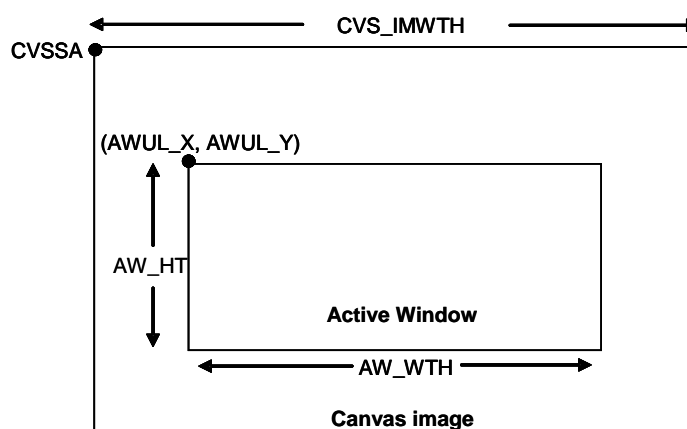 CVS_IMWTH
CVSSA
(AWUL_X, AWUL_Y)
AW_HT
Active Window
AW_WTH
Canvas image